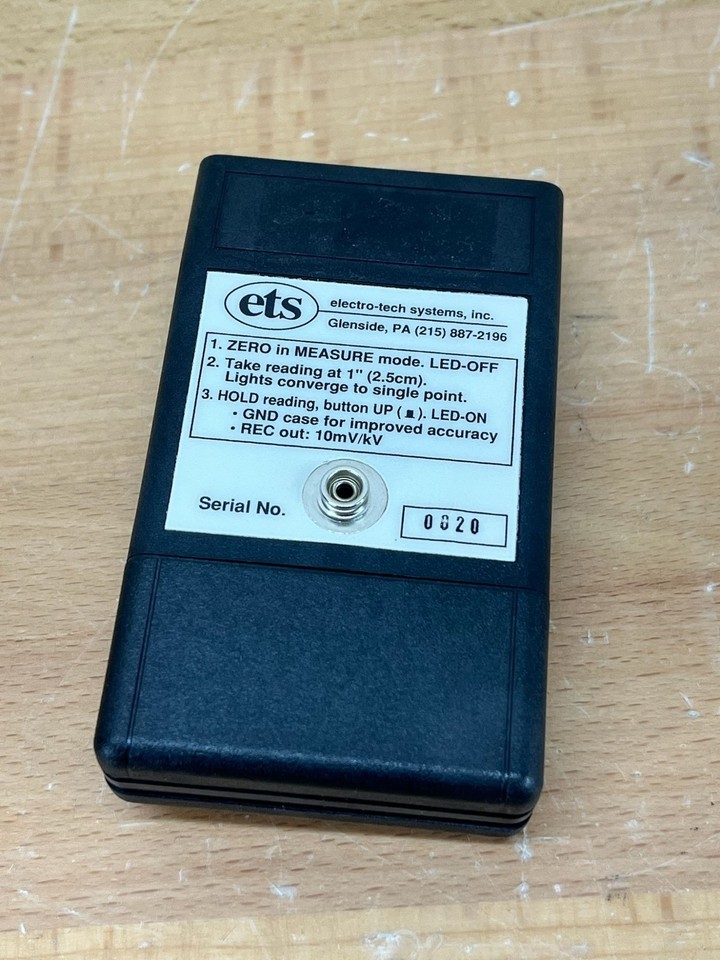 ets
electro-tech systems, inc.
Glenside, PA (215) 887-2196
1. ZERO in MEASURE mode. LED-OFF
2. Take reading at 1" (2.5cm).
Lights converge to single point.
3. HOLD reading, button UP ( ). LED-ON
• GND case for improved accuracy
• REC out: 10mV/kV
Serial No.
0820